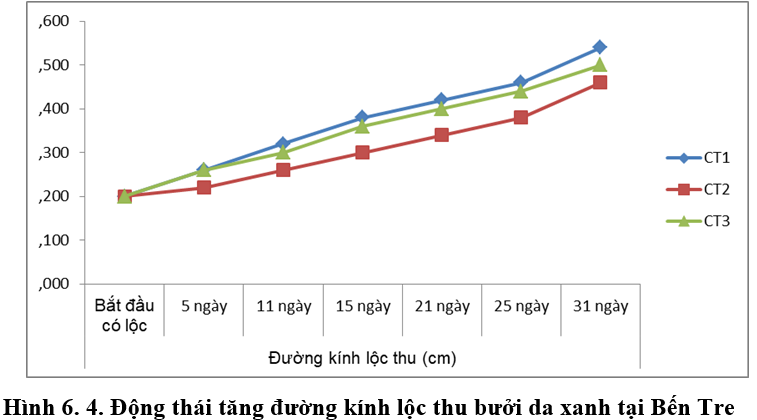 ,600
,500
,400
,300
,200
,100
,000
CT1
CT2
CT3
Bắt đầu
có lộc
5 ngày
11 ngày
15 ngày
21 ngày
25 ngày
31 ngày
Đường kính lộc thu (cm)
Hình 6. 4. Động thái tăng đường kính lộc thu bưởi da xanh tại Bến Tre